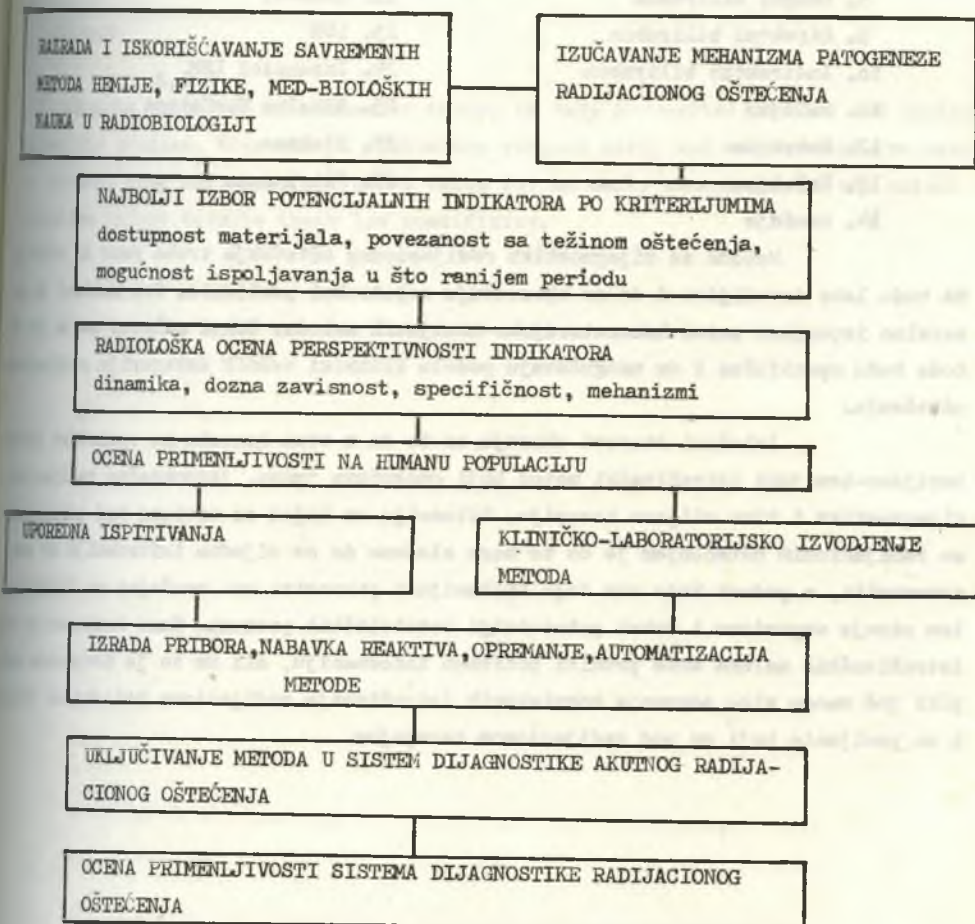 RAZRADA I ISKORIŠĆAVANJE SAVREMENIH
METODA HEMIJE, FIZIKE, MED-BIOLOŠKIH
NAUKA U RADIOBIOLOGIJI
IZUČAVANJE MEHANIZMA PATOGENEZE
RADIJACIONOG OŠTEĆENJA
NAJBOLJI IZBOR POTENCIJALNIH INDIKATORA PO KRITERIJUMIMA
dostupnost materijala, povezanost sa težinom oštećenja,
mogućnost ispoljavanja u što ranijem periodu
RADIOLOŠKA OCENA PERSPEKTIVNOSTI INDIKATORA
dinamika, dozna zavisnost, specifičnost, mehanizmi
OCENA PRIMENLJIVOSTI NA HUMANU POPULACIJU
UPOREDNA ISPITIVANJA
KLINIČKO-LABORATORIJSKO IZVODJENJE
METODA
IZRADA PRIBORA,NABAVKA REAKTIVA,OPREMANJE,AUTOMATIZACIJA
METODE
UKLJUČIVANJE METODA U SISTEM DIJAGNOSTIKE AKUTNOG RADIJA-
CIONOG OŠTEĆENJA
OCENA PRIMENLJIVOSTI SISTEMA DIJAGNOSTIKE RADIJACIONOG
OŠTEĆENJA